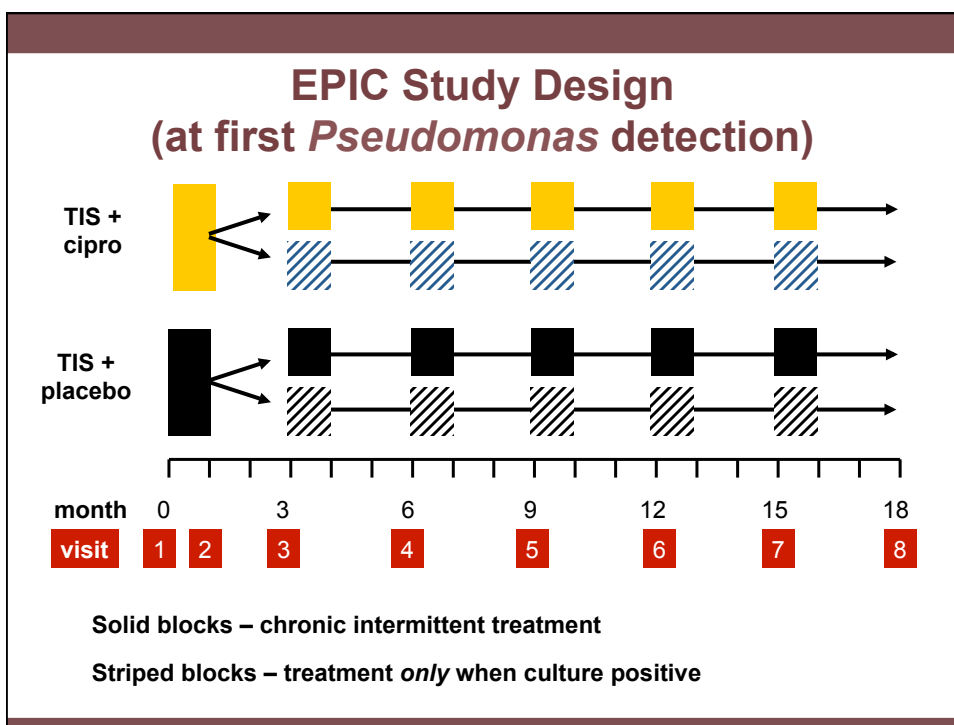 EPIC Study Design
(at first Pseudomonas detection)
TIS +
cipro
TIS +
placebo
month 0 3 6 9 12 15 18
visit 1 2 3 4 5 6 7 8
Solid blocks – chronic intermittent treatment
Striped blocks – treatment only when culture positive